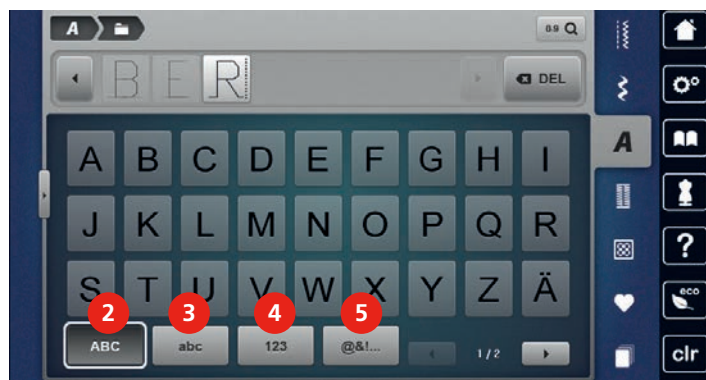 A
8.9
B E R DEL
A B C D E F G H I
A
J K L M N O P Q R
?
S T U V W X Y Z Ä
eco
2 3 4 5
ABC abc 123 @&!... 1/2 clr